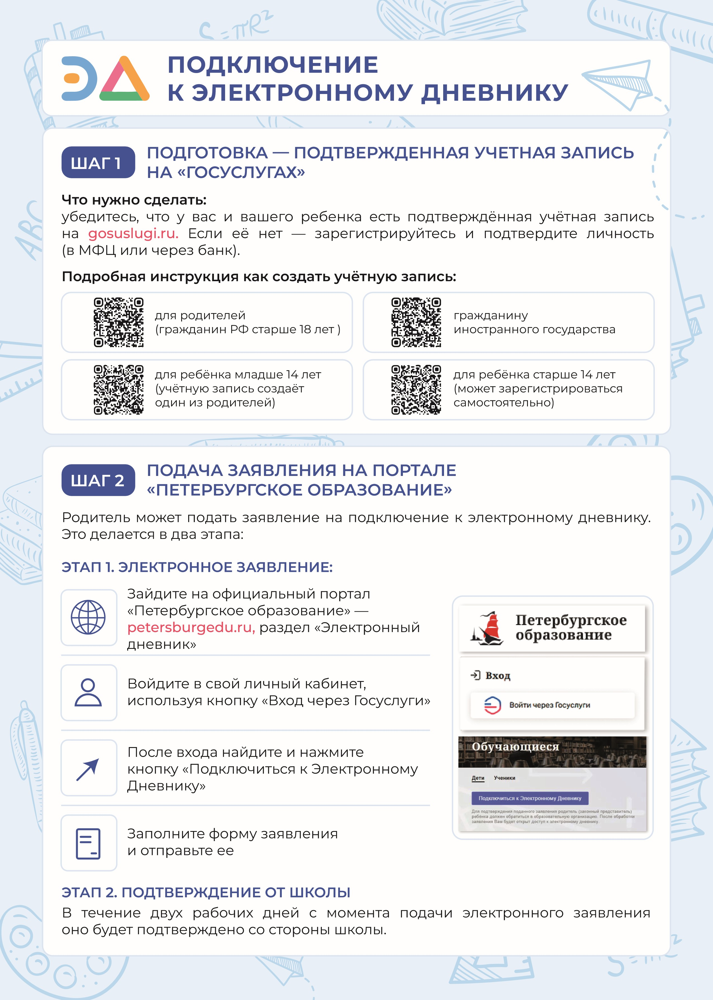 S = πR²
ЭД
ПОДКЛЮЧЕНИЕ
К ЭЛЕКТРОННОМУ ДНЕВНИКУ
ШАГ 1
ПОДГОТОВКА — ПОДТВЕРЖДЕННАЯ УЧЕТНАЯ ЗАПИСЬ
НА «ГОСУСЛУГАХ»
Что нужно сделать:
убедитесь, что у вас и вашего ребенка есть подтверждённая учётная запись
на gosuslugi.ru. Если её нет — зарегистрируйтесь и подтвердите личность
(в МФЦ или через банк).
ABC
Подробная инструкция как создать учётную запись:
для родителей
(гражданин РФ старше 18 лет )
гражданину
иностранного государства
для ребёнка младше 14 лет
(учётную запись создаёт
один из родителей)
для ребёнка старше 14 лет
(может зарегистрироваться
самостоятельно)
ШАГ 2
ПОДАЧА ЗАЯВЛЕНИЯ НА ПОРТАЛЕ
«ПЕТЕРБУРГСКОЕ ОБРАЗОВАНИЕ»
Родитель может подать заявление на подключение к электронному дневнику.
Это делается в два этапа:
ЭТАП 1. ЭЛЕКТРОННОЕ ЗАЯВЛЕНИЕ:
Зайдите на официальный портал
«Петербургское образование» —
petersburgedu.ru, раздел «Электронный
дневник»
Войдите в свой личный кабинет,
используя кнопку «Вход через Госуслуги»
После входа найдите и нажмите
кнопку «Подключиться к Электронному
Дневнику»
Заполните форму заявления
и отправьте ее
Петербургское
образование
Вход
Войти через Госуслуги
Обучающиеся
Дети Ученики
Подключиться к Электронному Дневнику
Для подтверждения поданного заявления родитель (законный представитель)
ребёнка должен обратиться в образовательную организацию. После обработки
заявления Вам будет открыт доступ к электронному дневнику.
ЭТАП 2. ПОДТВЕРЖДЕНИЕ ОТ ШКОЛЫ
В течение двух рабочих дней с момента подачи электронного заявления
оно будет подтверждено со стороны школы.